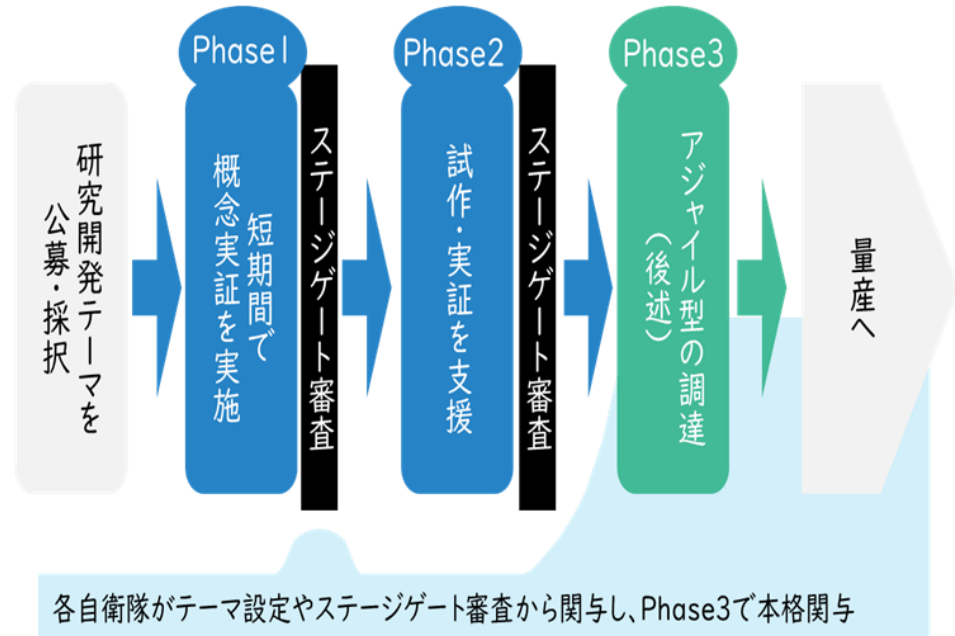 研究開発テーマを
公募・採択
Phase1
短期間で
概念実証を実施
ステージゲート審査
Phase2
試作・実証を支援
ステージゲート審査
Phase3
アジャイル型の調達
(後述)
量産へ
各自衛隊がテーマ設定やステージゲート審査から関与し、Phase3で本格関与